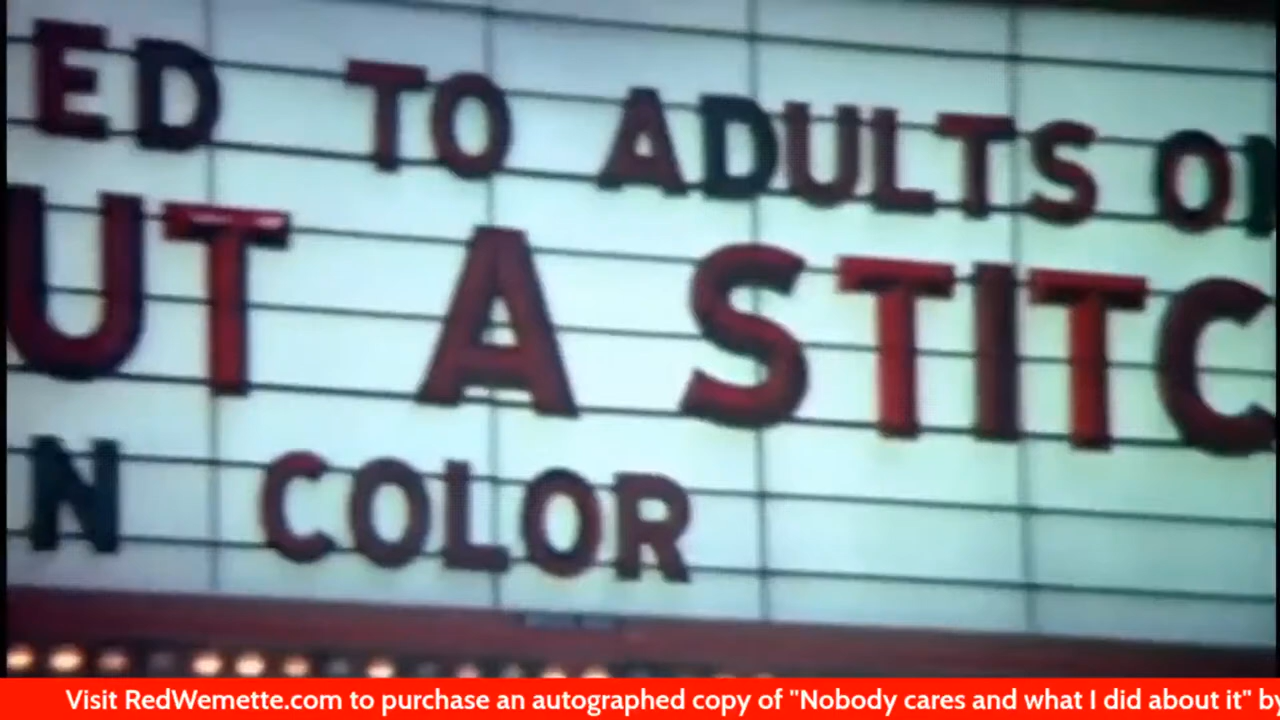 ED TO ADULTS ON
UT A STITC
N COLOR
Visit RedWemette.com to purchase an autographed copy of "Nobody cares and what I did about it" by